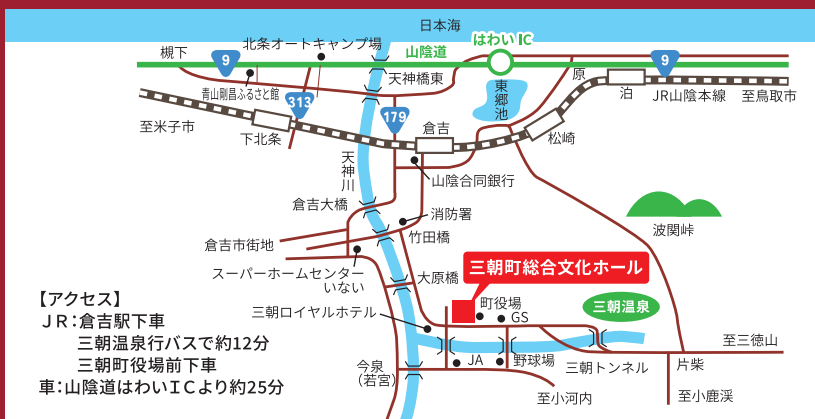 日本海
はわい IC
北条オートキャンプ場
山陰道
槻下
9
9
天神橋東
原
青山剛昌ふるさと館
東郷池
泊
JR山陰本線
至鳥取市
313
179
至米子市
下北条
倉吉
松崎
天神川
山陰合同銀行
倉吉大橋
消防署
波関峠
倉吉市街地
竹田橋
スーパーホームセンター
いない
大原橋
三朝町総合文化ホール
町役場
GS
三朝温泉
三朝ロイヤルホテル
【アクセス】
JR:倉吉駅下車
三朝温泉行バスで約12分
三朝町役場前下車
車:山陰道はわいＩＣより約25分
至三徳山
今泉
(若宮)
JA
野球場
三朝トンネル
片柴
至小河内
至小鹿渓